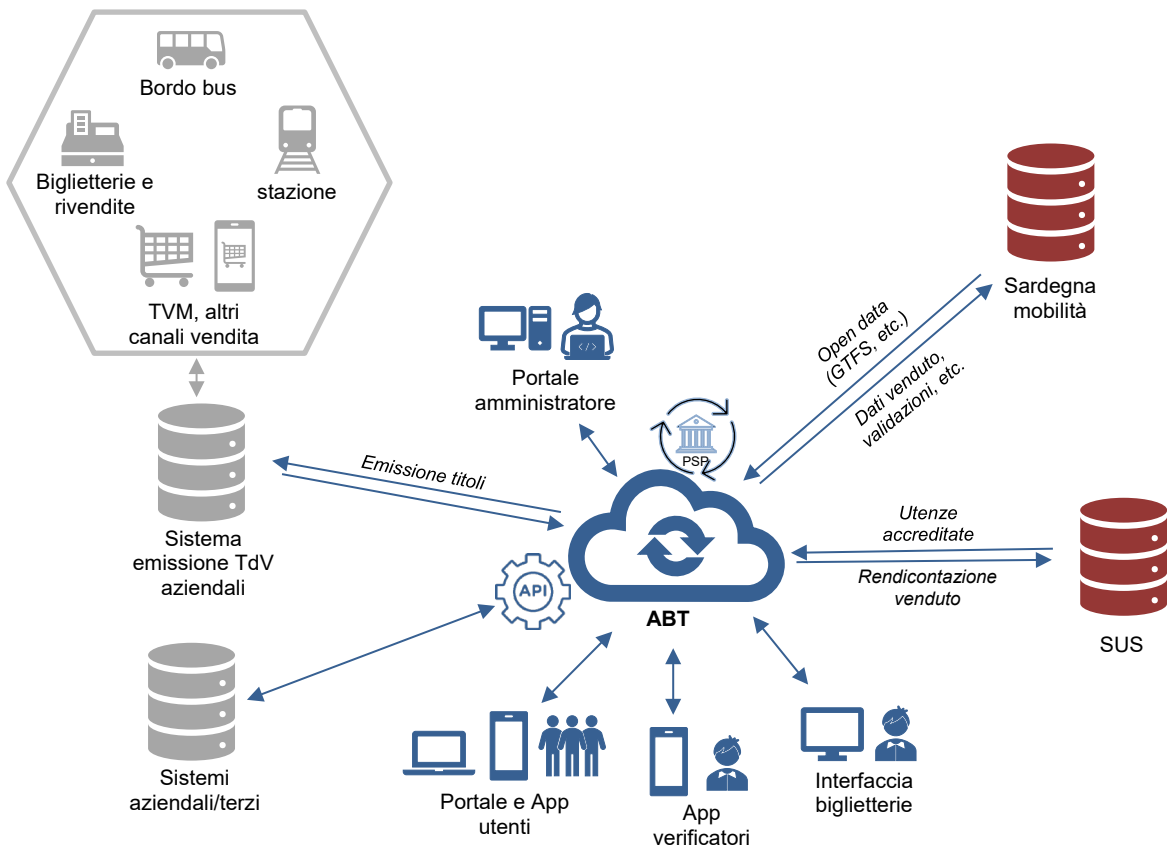 Bordo bus
Biglietterie e
rivendite
stazione
TVM, altri
canali vendita
Sardegna
mobilità
Open data
(GTFS, etc.)
Dati venduto,
validazioni, etc.
Portale
amministratore
PSP
Emissione titoli
Sistema
emissione TdV
aziendali
Utenze
accreditate
Rendicontazione
venduto
API
ABT
SUS
Sistemi
aziendali/terzi
Portale e App
utenti
App
verificatori
Interfaccia
biglietterie